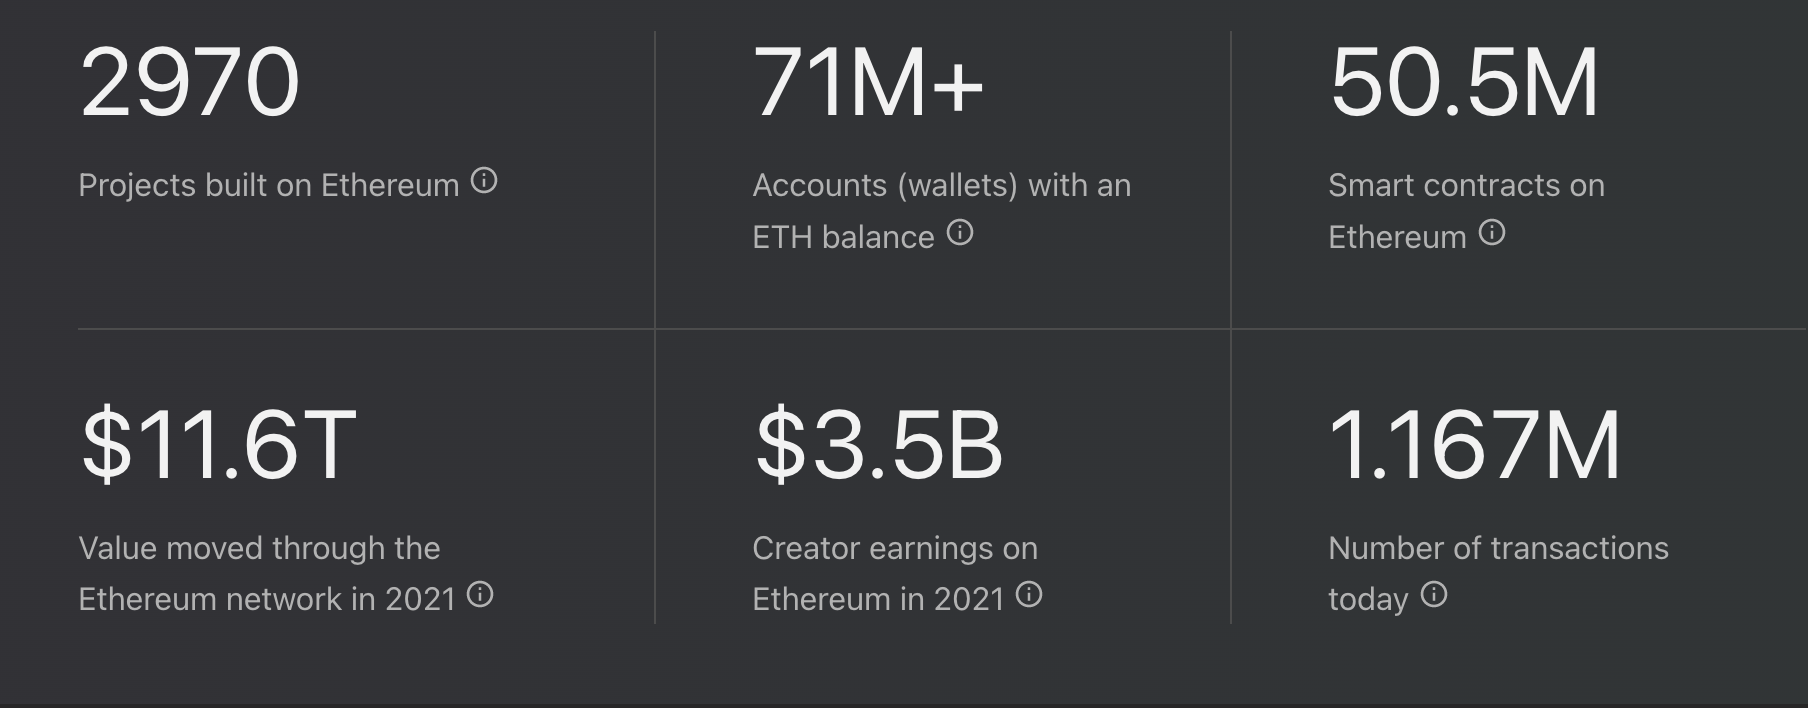 2970
Projects built on Ethereum
71M+
Accounts (wallets) with an
ETH balance
50.5M
Smart contracts on
Ethereum
$11.6T
Value moved through the
Ethereum network in 2021
$3.5B
Creator earnings on
Ethereum in 2021
1.167M
Number of transactions
today